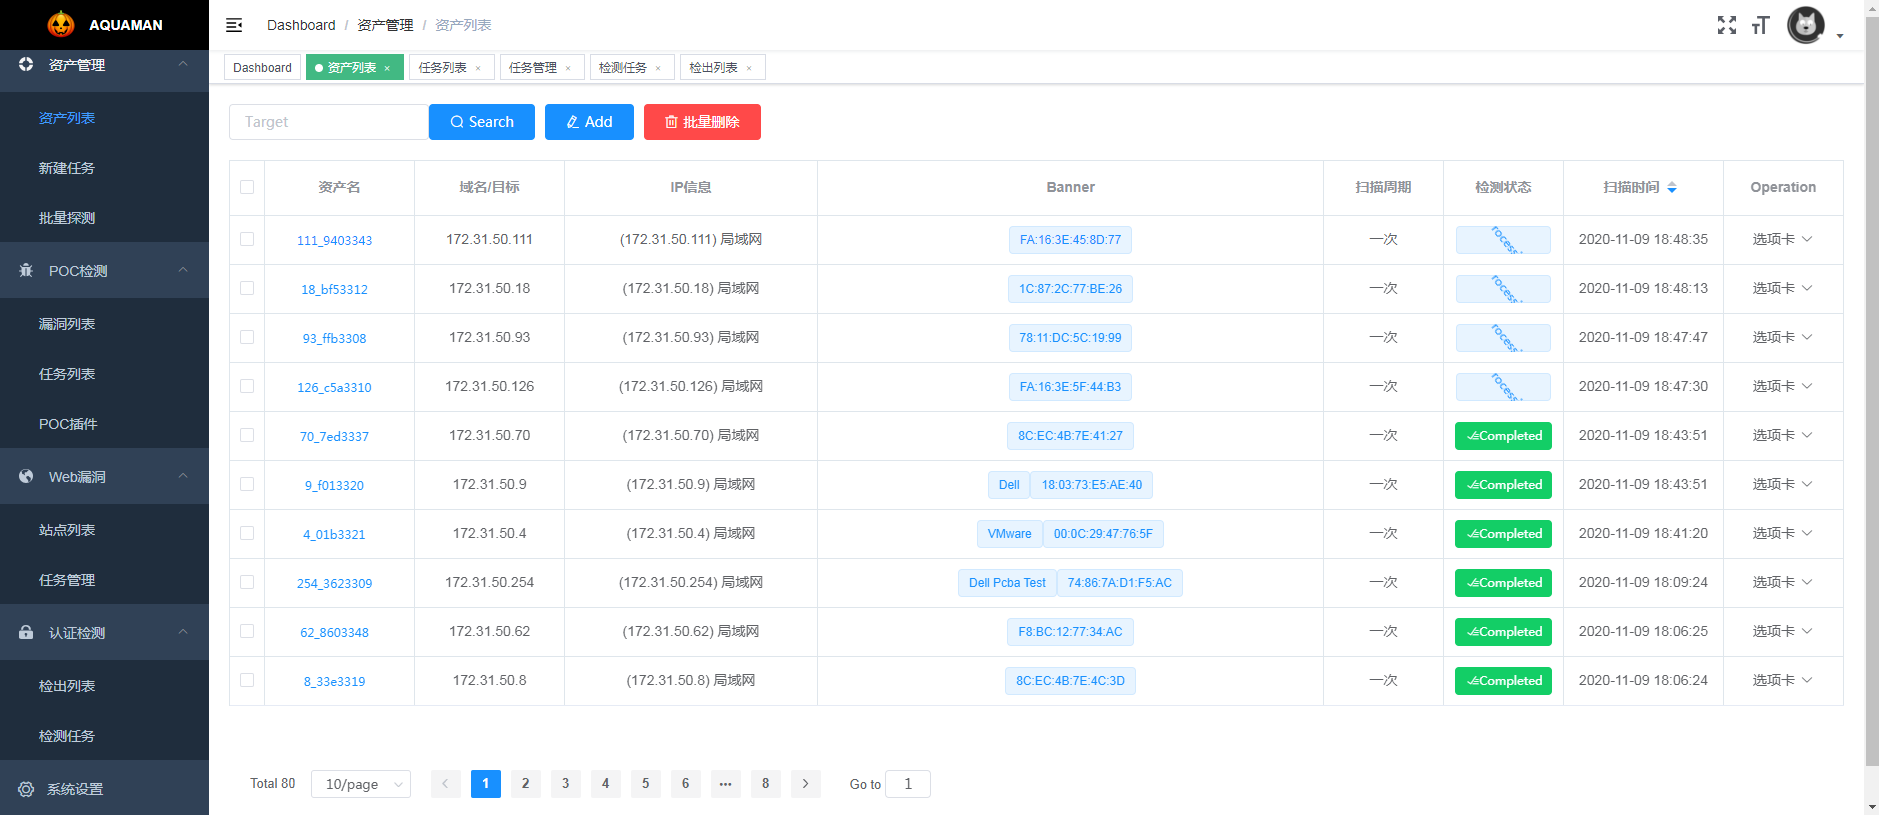 AQUAMAN
Dashboard / 资产管理 / 资产列表
Dashboard 资产列表 × 任务列表 × 任务管理 × 检测任务 × 检出列表 ×
资产管理
资产列表
新建任务
批量探测
POC检测
漏洞列表
任务列表
POC插件
Web漏洞
站点列表
任务管理
认证检测
检出列表
检测任务
系统设置
Target Search Add 批量删除
资产名 域名/目标 IP信息 Banner 扫描周期 检测状态 扫描时间 Operation
111_9403343 172.31.50.111 (172.31.50.111) 局域网 FA:16:3E:45:8D:77 一次 rocess 2020-11-09 18:48:35 选项卡
18_bf53312 172.31.50.18 (172.31.50.18) 局域网 1C:87:2C:77:BE:26 一次 rocess 2020-11-09 18:48:13 选项卡
93_ffb3308 172.31.50.93 (172.31.50.93) 局域网 78:11:DC:5C:19:99 一次 rocess 2020-11-09 18:47:47 选项卡
126_c5a3310 172.31.50.126 (172.31.50.126) 局域网 FA:16:3E:5F:44:B3 一次 rocess 2020-11-09 18:47:30 选项卡
70_7ed3337 172.31.50.70 (172.31.50.70) 局域网 8C:EC:4B:7E:41:27 一次 Completed 2020-11-09 18:43:51 选项卡
9_f013320 172.31.50.9 (172.31.50.9) 局域网 Dell 18:03:73:E5:AE:40 一次 Completed 2020-11-09 18:43:51 选项卡
4_01b3321 172.31.50.4 (172.31.50.4) 局域网 VMware 00:0C:29:47:76:5F 一次 Completed 2020-11-09 18:41:20 选项卡
254_3623309 172.31.50.254 (172.31.50.254) 局域网 Dell Pcba Test 74:86:7A:D1:F5:AC 一次 Completed 2020-11-09 18:09:24 选项卡
62_8603348 172.31.50.62 (172.31.50.62) 局域网 F8:BC:12:77:34:AC 一次 Completed 2020-11-09 18:06:25 选项卡
8_33e3319 172.31.50.8 (172.31.50.8) 局域网 8C:EC:4B:7E:4C:3D 一次 Completed 2020-11-09 18:06:24 选项卡
Total 80 10/page 1 2 3 4 5 6 ••• 8 Go to 1